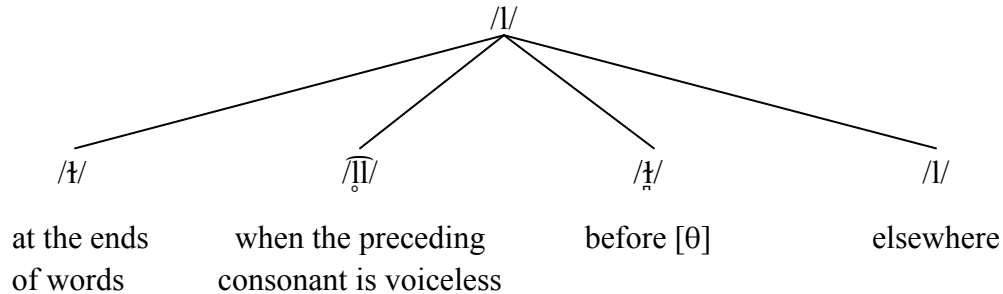 /l/
/ɫ/ /l̥͡l/ /ɫ̪/ /l/
at the ends when the preceding before [θ] elsewhere
of words consonant is voiceless